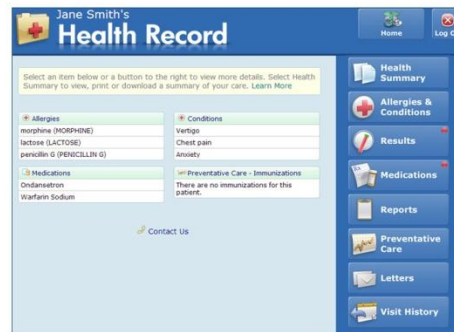 Jane Smith's
Health Record
Home
Log O
Select an item below or a button to the right to view more details. Select Health
Summary to view, print or download a summary of your care. Learn More
Allergies
morphine (MORPHINE)
lactose (LACTOSE)
penicillin G (PENICILLIN G)
Conditions
Vertigo
Chest pain
Anxiety
Medications
Ondansetron
Warfarin Sodium
Preventative Care - Immunizations
There are no immunizations for this
patient.
Contact Us
Health
Summary
Allergies &
Conditions
Results
Medications
Reports
Preventative
Care
Letters
Visit History